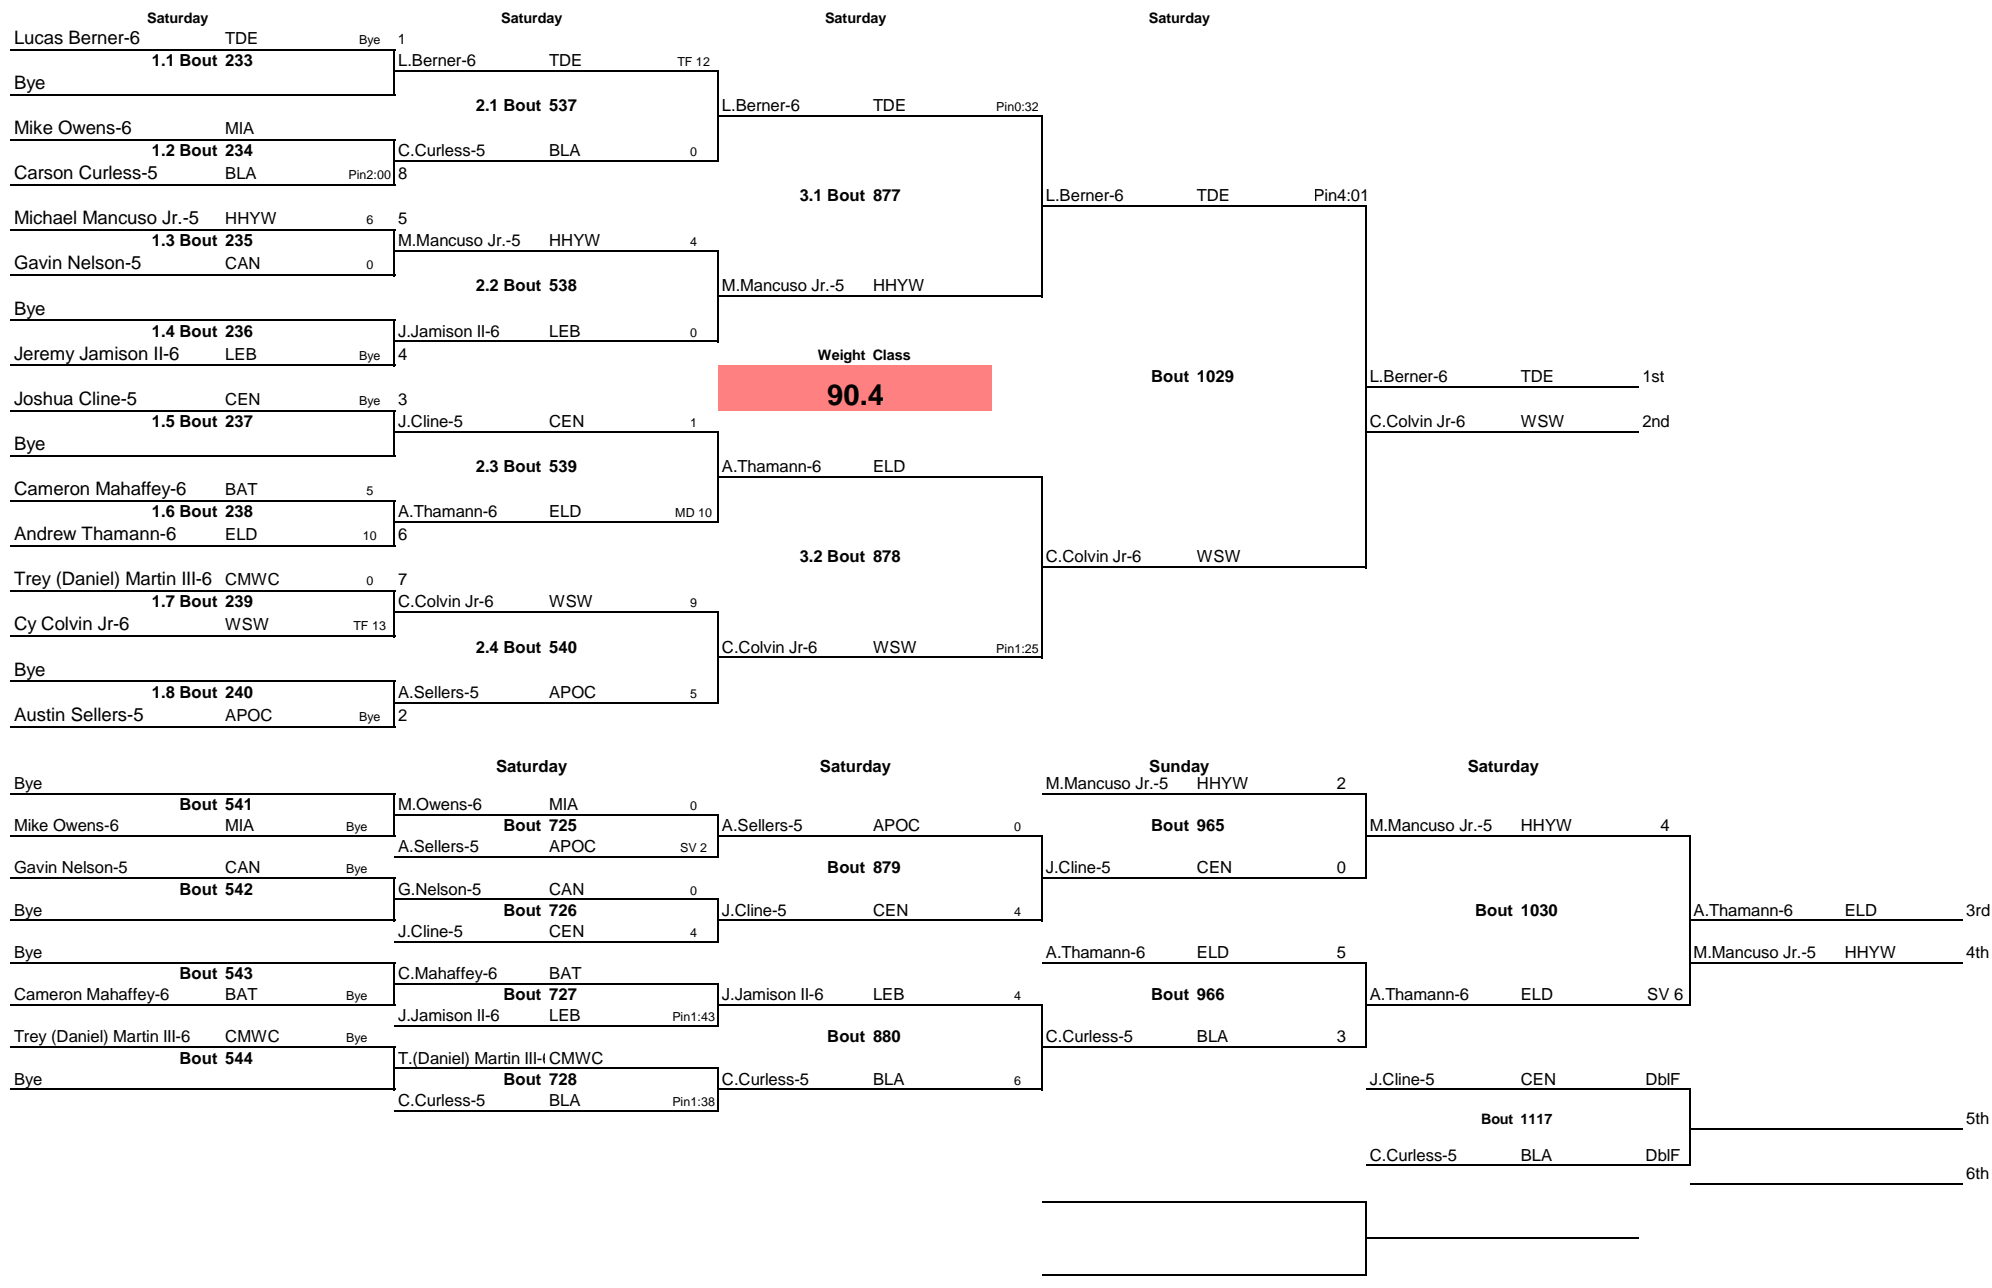 Saturday Saturday Saturday Saturday
Lucas Berner-6 TDE Bye 1
1.1 Bout 233 L.Berner-6 TDE TF 12
Bye
2.1 Bout 537 L.Berner-6 TDE Pin0:32
Mike Owens-6 MIA
1.2 Bout 234 C.Curless-5 BLA 0
Carson Curless-5 BLA Pin2:00 8
3.1 Bout 877 L.Berner-6 TDE Pin4:01
Michael Mancuso Jr.-5 HHYW 6 5
1.3 Bout 235 M.Mancuso Jr.-5 HHYW 4
Gavin Nelson-5 CAN 0
2.2 Bout 538 M.Mancuso Jr.-5 HHYW
Bye
1.4 Bout 236 J.Jamison II-6 LEB 0
Jeremy Jamison II-6 LEB Bye 4 Weight Class
Bout 1029 L.Berner-6 TDE 1st
Joshua Cline-5 CEN Bye 3 90.4
1.5 Bout 237 J.Cline-5 CEN 1 C.Colvin Jr-6 WSW 2nd
Bye
2.3 Bout 539 A.Thamann-6 ELD
Cameron Mahaffey-6 BAT 5
1.6 Bout 238 A.Thamann-6 ELD MD 10
Andrew Thamann-6 ELD 10 6
3.2 Bout 878 C.Colvin Jr-6 WSW
Trey (Daniel) Martin III-6 CMWC 0 7
1.7 Bout 239 C.Colvin Jr-6 WSW 9
Cy Colvin Jr-6 WSW TF 13
2.4 Bout 540 C.Colvin Jr-6 WSW Pin1:25
Bye
1.8 Bout 240 A.Sellers-5 APOC 5
Austin Sellers-5 APOC Bye 2
Saturday Saturday Sunday Saturday
Bye M.Mancuso Jr.-5 HHYW 2
Bout 541 M.Owens-6 MIA 0
Mike Owens-6 MIA Bye Bout 725 A.Sellers-5 APOC 0 Bout 965 M.Mancuso Jr.-5 HHYW 4
A.Sellers-5 APOC SV 2
Gavin Nelson-5 CAN Bye Bout 879 J.Cline-5 CEN 0
Bout 542 G.Nelson-5 CAN 0
Bye Bout 726 J.Cline-5 CEN 4 Bout 1030 A.Thamann-6 ELD 3rd
J.Cline-5 CEN 4
Bye A.Thamann-6 ELD 5 M.Mancuso Jr.-5 HHYW 4th
Bout 543 C.Mahaffey-6 BAT
Cameron Mahaffey-6 BAT Bye Bout 727 J.Jamison II-6 LEB 4 Bout 966 A.Thamann-6 ELD SV 6
J.Jamison II-6 LEB Pin1:43
Trey (Daniel) Martin III-6 CMWC Bye Bout 880 C.Curless-5 BLA 3
Bout 544 T.(Daniel) Martin III-( CMWC
Bye Bout 728 C.Curless-5 BLA 6 J.Cline-5 CEN DblF
C.Curless-5 BLA Pin1:38
Bout 1117 5th
C.Curless-5 BLA DblF
6th